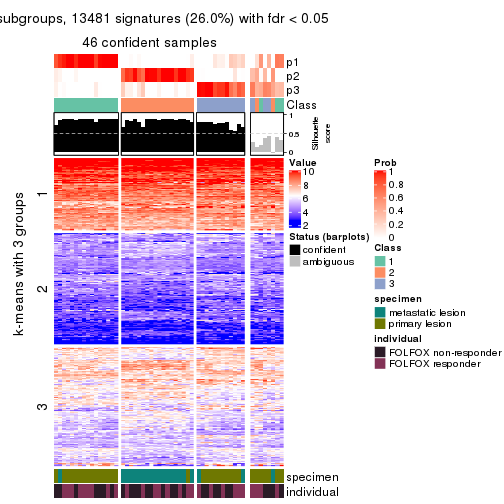 subgroups, 13481 signatures (26.0%) with fdr < 0.05
46 confident samples
p1
p2
p3
Class
1
0.5
0
Silhouette
score
k-means with 3 groups
1
2
3
specimen
individual
Value
10
8
6
4
2
Status (barplots)
confident
ambiguous
Prob
1
0.8
0.6
0.4
0.2
0
Class
1
2
3
specimen
metastatic lesion
primary lesion
individual
FOLFOX non-responder
FOLFOX responder